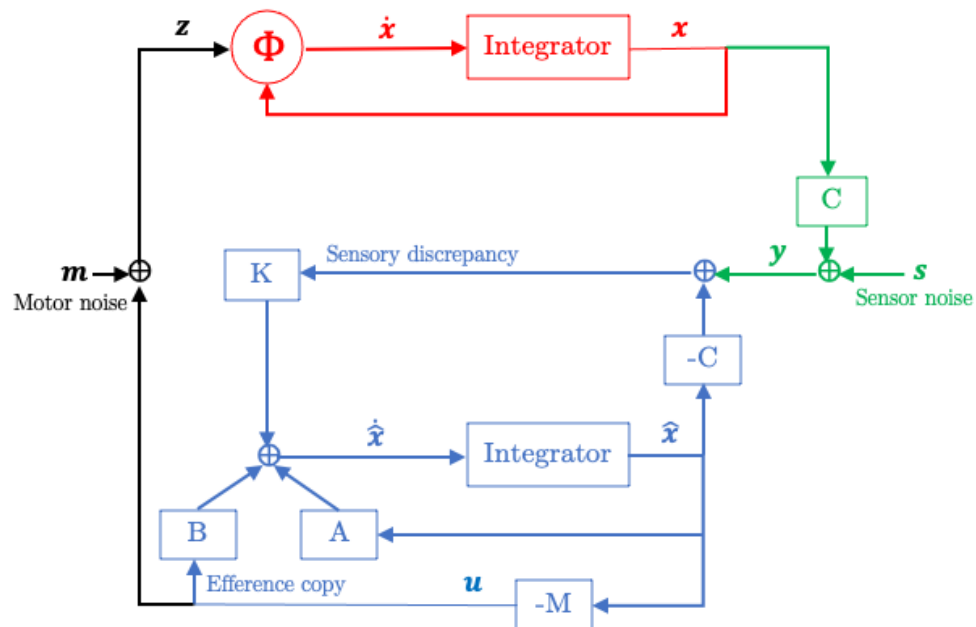 z
Φ
ẋ
Integrator
x
C
K
Sensory discrepancy
y
s
Sensor noise
m
Motor noise
-C
x̂̇
Integrator
x̂
B
A
Efference copy
u
-M